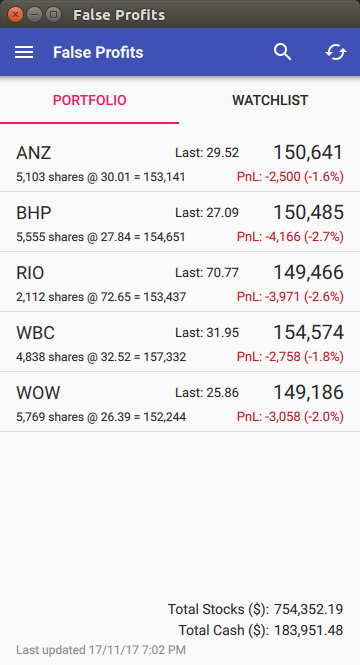 False Profits
False Profits
PORTFOLIO WATCHLIST
ANZ Last: 29.52 150,641
5,103 shares @ 30.01 = 153,141 PnL: -2,500 (-1.6%)
BHP Last: 27.09 150,485
5,555 shares @ 27.84 = 154,651 PnL: -4,166 (-2.7%)
RIO Last: 70.77 149,466
2,112 shares @ 72.65 = 153,437 PnL: -3,971 (-2.6%)
WBC Last: 31.95 154,574
4,838 shares @ 32.52 = 157,332 PnL: -2,758 (-1.8%)
WOW Last: 25.86 149,186
5,769 shares @ 26.39 = 152,244 PnL: -3,058 (-2.0%)
Total Stocks ($): 754,352.19
Total Cash ($): 183,951.48
Last updated 17/11/17 7:02 PM